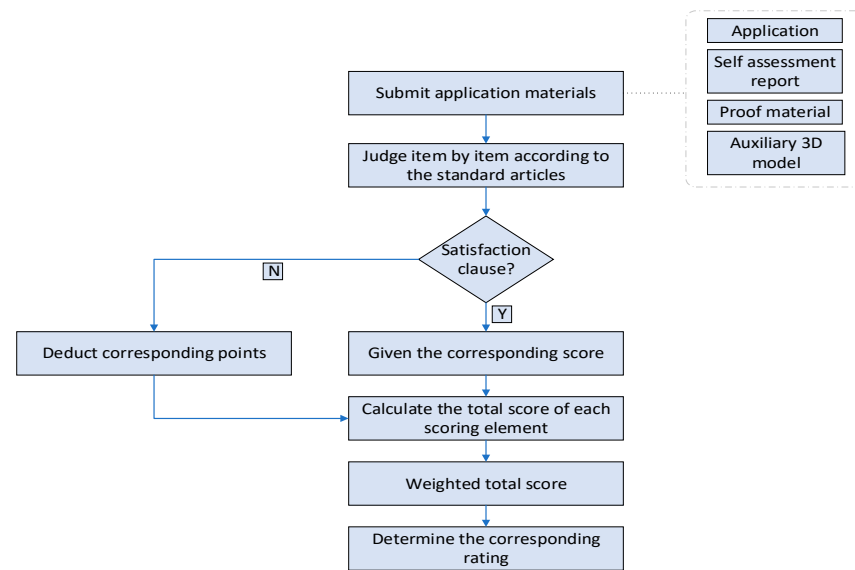 Application
Self assessment
report
Proof material
Auxiliary 3D
model
Submit application materials
Judge item by item according to
the standard articles
Satisfaction
clause?
N
Y
Deduct corresponding points
Given the corresponding score
Calculate the total score of each
scoring element
Weighted total score
Determine the corresponding
rating